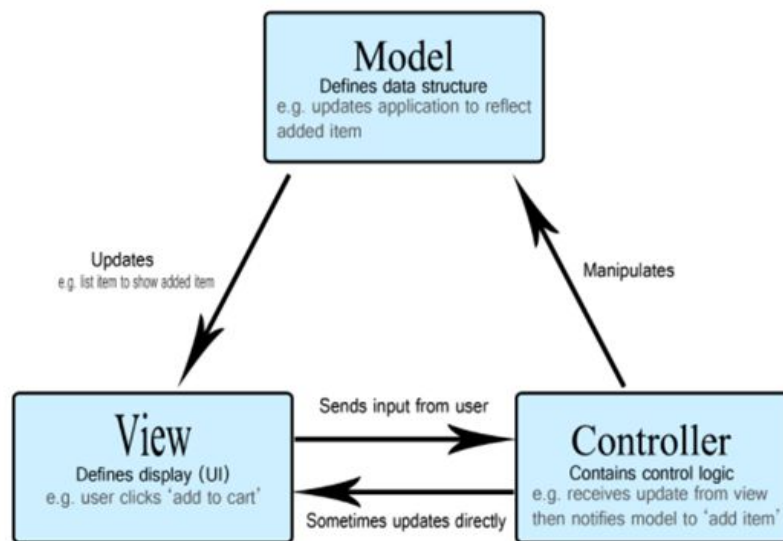 Model
Defines data structure
e.g. updates application to reflect
added item
Updates
e.g. list item to show added item
Manipulates
View
Defines display (UI)
e.g. user clicks ‘add to cart’
Sends input from user
Sometimes updates directly
Controller
Contains control logic
e.g. receives update from view
then notifies model to ‘add item’